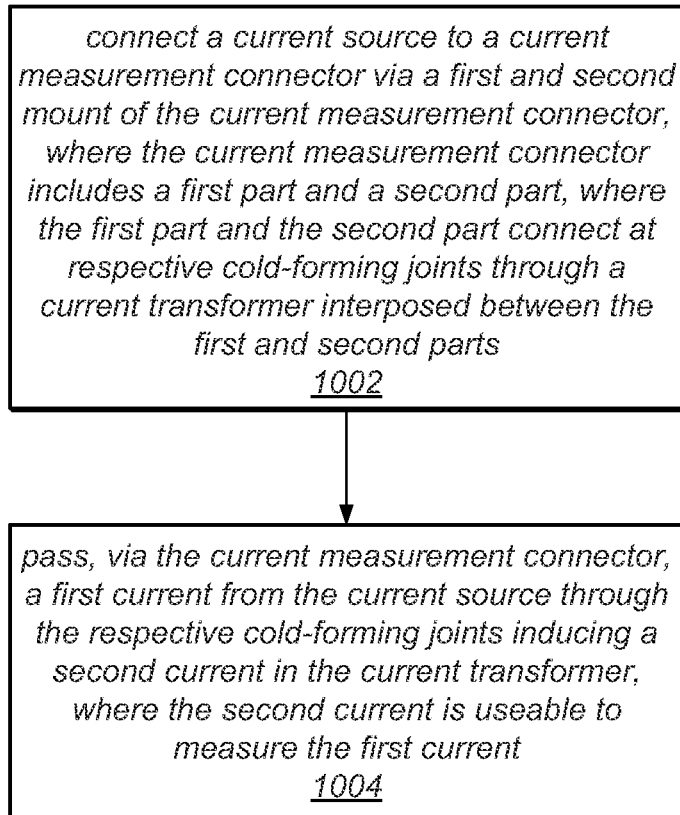 connect a current source to a current
measurement connector via a first and second
mount of the current measurement connector,
where the current measurement connector
includes a first part and a second part, where
the first part and the second part connect at
respective cold-forming joints through a
current transformer interposed between the
first and second parts
1002
pass, via the current measurement connector,
a first current from the current source through
the respective cold-forming joints inducing a
second current in the current transformer,
where the second current is useable to
measure the first current
1004